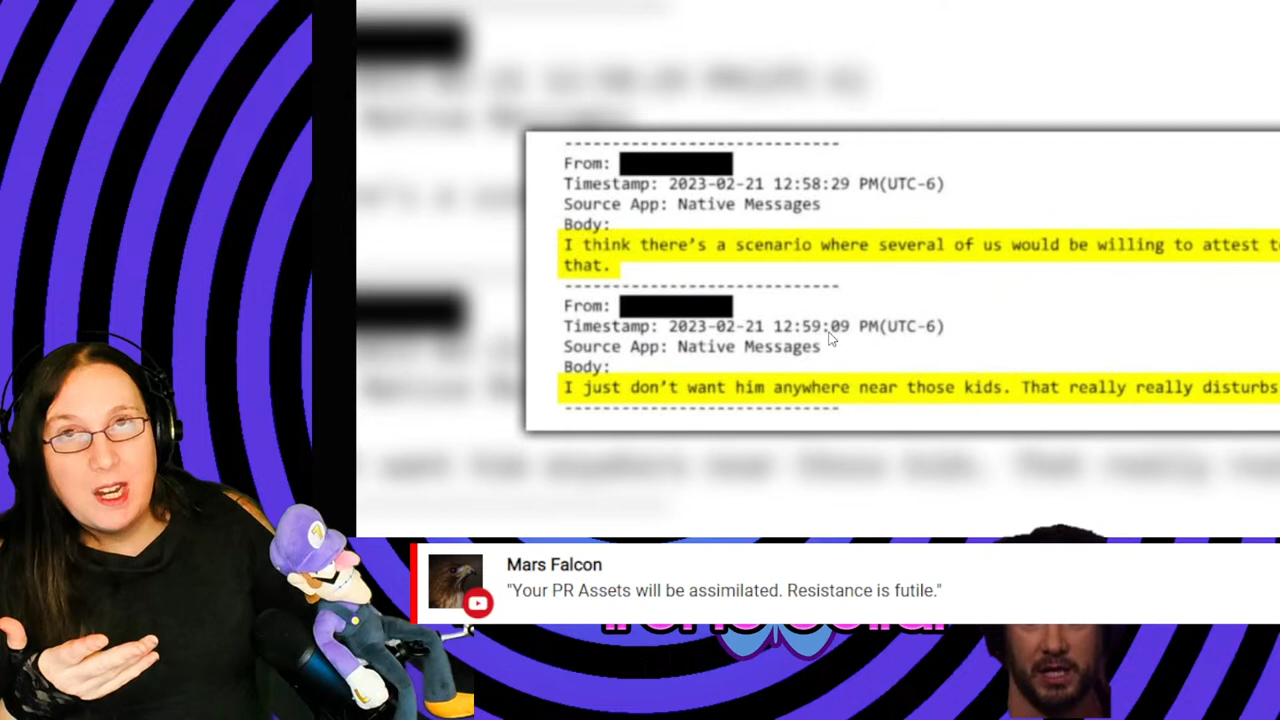 ----------------------------
From:
Timestamp: 2023-02-21 12:58:29 PM(UTC-6)
Source App: Native Messages
Body:
I think there's a scenario where several of us would be willing to attest to
that.
----------------------------
From:
Timestamp: 2023-02-21 12:59:09 PM(UTC-6)
Source App: Native Messages
Body:
I just don't want him anywhere near those kids. That really really disturbs
----------------------------
Mars Falcon
"Your PR Assets will be assimilated. Resistance is futile."